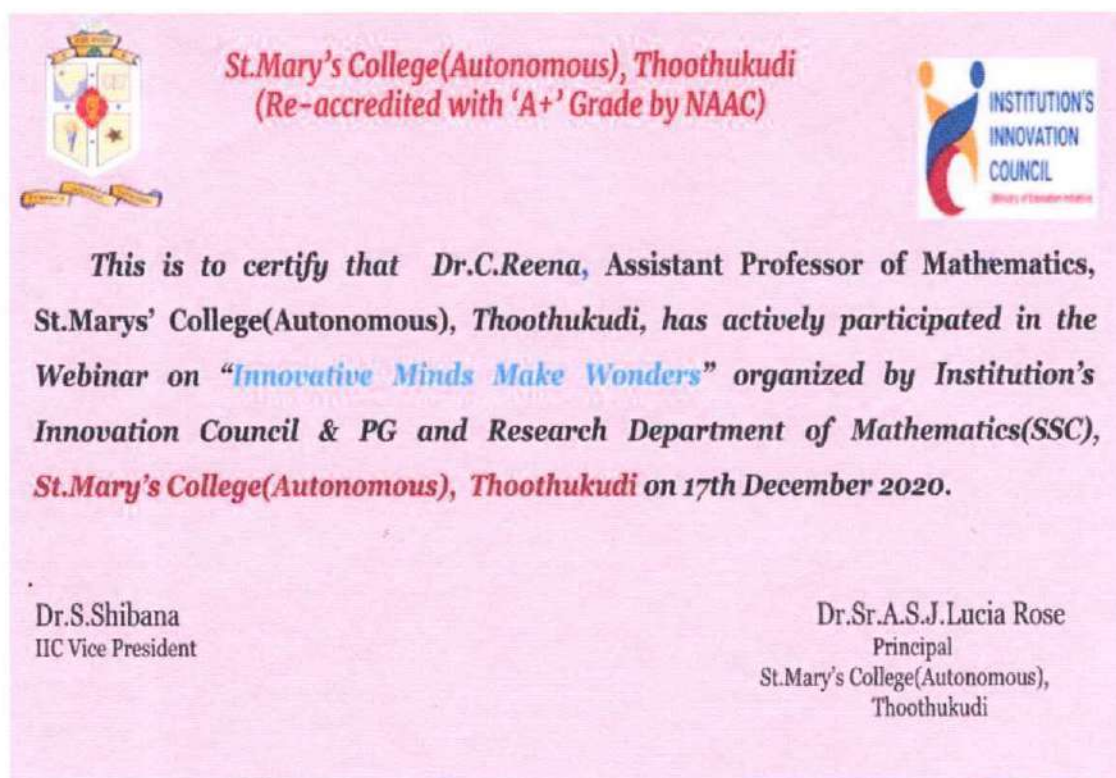 St.Mary's College(Autonomous), Thoothukudi
(Re-accredited with 'A+' Grade by NAAC)
INSTITUTION'S
INNOVATION
COUNCIL
(Ministry of Education Initiative)
This is to certify that Dr.C.Reena, Assistant Professor of Mathematics,
St.Marys' College(Autonomous), Thoothukudi, has actively participated in the
Webinar on “Innovative Minds Make Wonders” organized by Institution's
Innovation Council & PG and Research Department of Mathematics(SSC),
St.Mary's College(Autonomous), Thoothukudi on 17th December 2020.
Dr.S.Shibana
IIC Vice President
Dr.Sr.A.S.J.Lucia Rose
Principal
St.Mary's College(Autonomous),
Thoothukudi